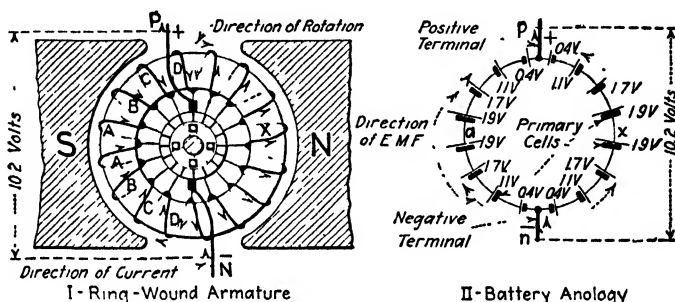 P +
Direction of Rotation
D
C
B
A
S
N
X
A
B
C
D
10.2 Volts
Direction of Current
N̄
I-Ring-Wound Armature
Positive
Terminal
p +
04V 04V
1.1V 1.1V
1.7V 1.7V
1.9V 1.9V
Direction
of EMF
a
Primary
Cells
x
1.9V 1.9V
1.7V 1.7V
1.1V 1.1V
04V 04V
Negative
Terminal
n̄
10.2 Volts
II-Battery Anology